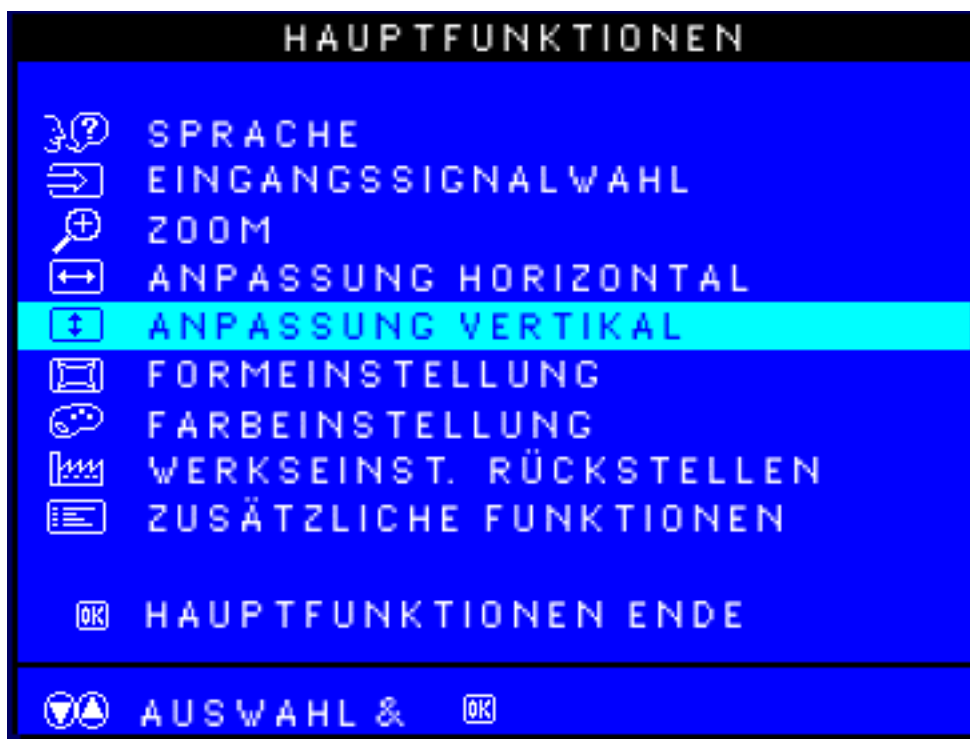 HAUPTFUNKTIONEN
SPRACHE
EINGANGSSIGNALWAHL
ZOOM
ANPASSUNG HORIZONTAL
ANPASSUNG VERTIKAL
FORMEINSTELLUNG
FARBEINSTELLUNG
WERKSEINST. RÜCKSTELLEN
ZUSÄTZLICHE FUNKTIONEN
OK HAUPTFUNKTIONEN ENDE
AUSWAHL & OK